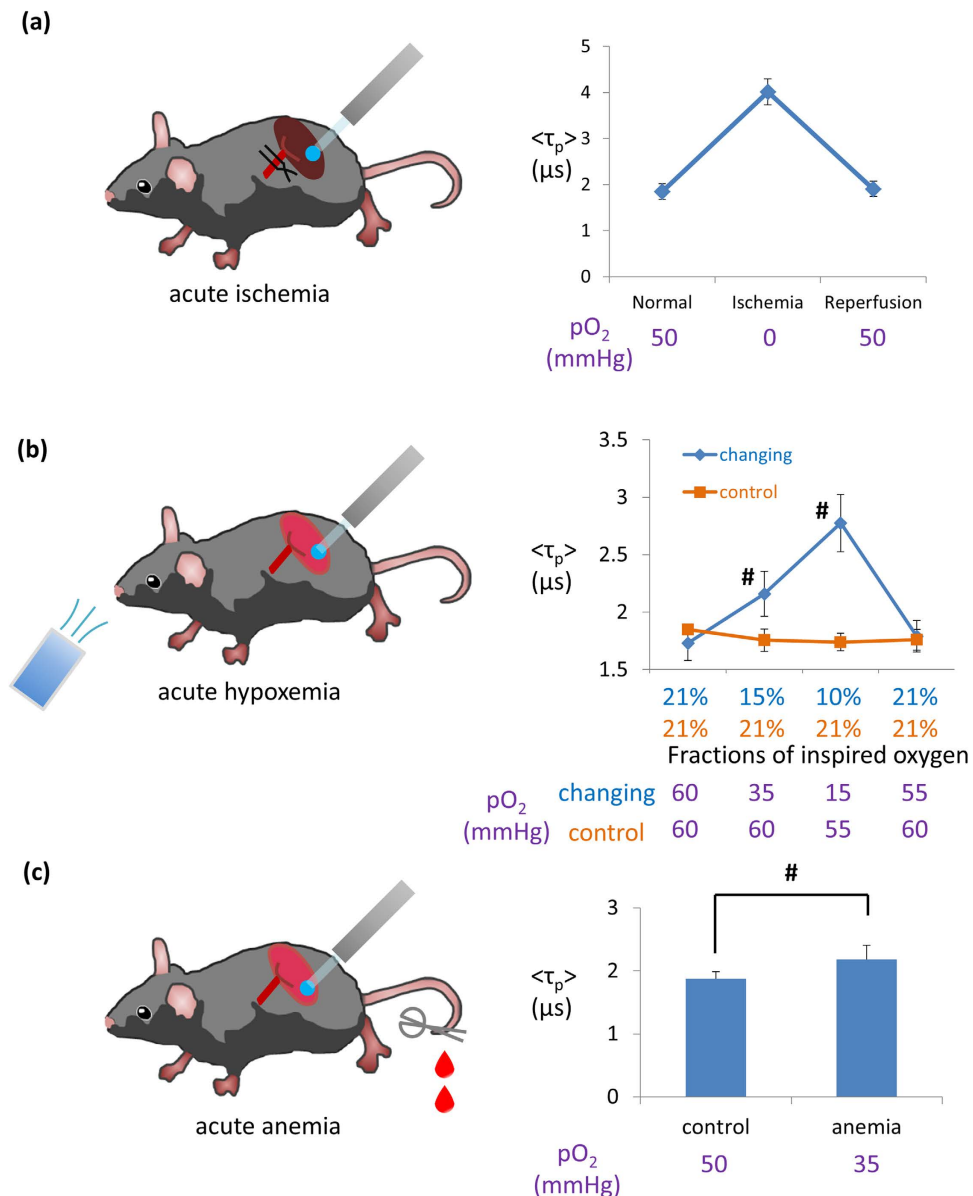 (a)
acute ischemia
<τp>
(μs)
5
4
3
2
1
0
Normal Ischemia Reperfusion
pO2
(mmHg)
50 0 50
(b)
acute hypoxemia
<τp>
(μs)
3.5
3
2.5
2
1.5
changing
control
#
#
21% 15% 10% 21%
21% 21% 21% 21%
Fractions of inspired oxygen
pO2
(mmHg)
changing 60 35 15 55
control 60 60 55 60
(c)
acute anemia
<τp>
(μs)
#
3
2
1
0
control anemia
pO2
(mmHg)
50 35